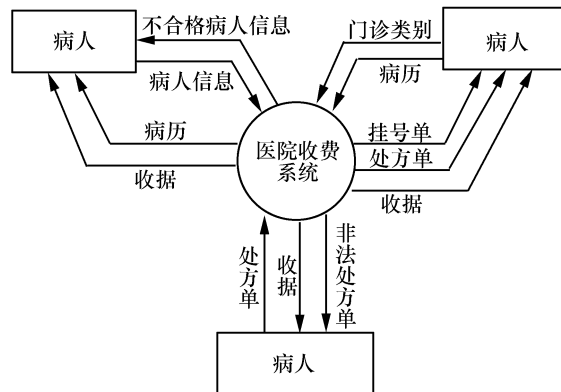 不合格病人信息
病人
病人信息
病历
收据
门诊类别
病人
病历
医院收费
系统
挂号单
处方单
收据
处方单
收据
非法处方单
病人